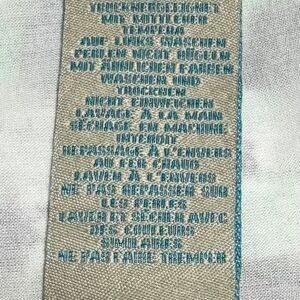 TROCKNERGEEIGNET
MIT MITTLERER
TEMPERA
AUF LINKS WASCHEN
PERLEN NICHT BÜGELN
MIT ÄHNLICHEN FARBEN
WASCHEN UND
TROCKNEN
NICHT EINWEICHEN
LAVAGE À LA MAIN
SÉCHAGE EN MACHINE
INTERDIT
REPASSAGE À L'ENVERS
AU FER CHAUD
LAVER À L'ENVERS
NE PAS REPASSER SUR
LES PERLES
LAVER ET SÉCHER AVEC
DES COULEURS
SIMILAIRES
NE PAS FAIRE TREMPER